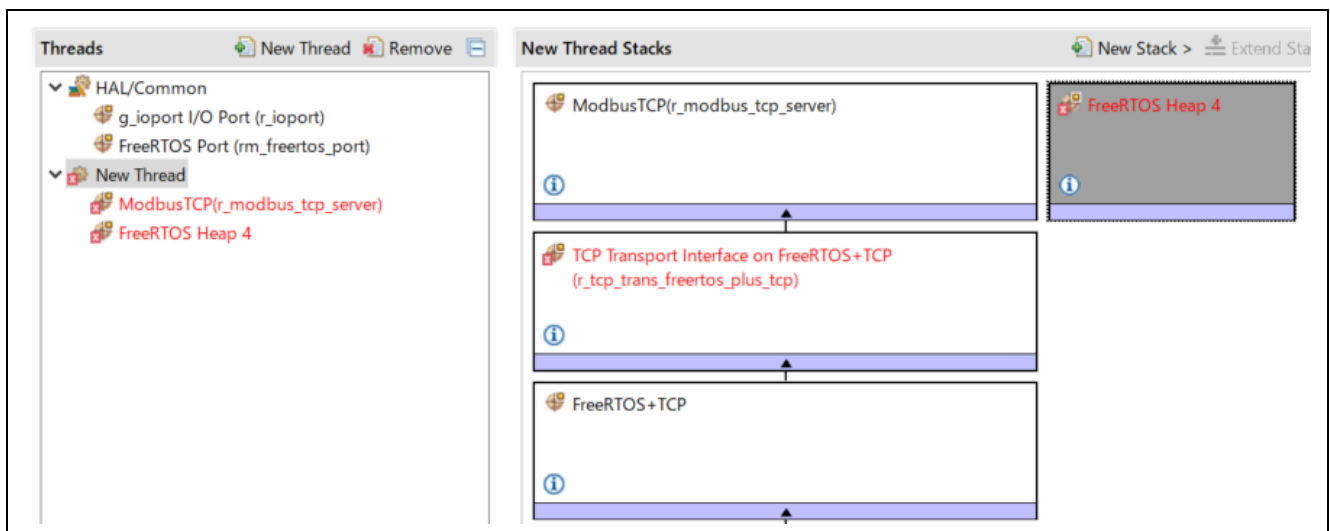 Threads
New Thread
Remove
HAL/Common
g_ioport I/O Port (r_ioport)
FreeRTOS Port (rm_freertos_port)
New Thread
ModbusTCP(r_modbus_tcp_server)
FreeRTOS Heap 4
New Thread Stacks
New Stack >
Extend Sta
ModbusTCP(r_modbus_tcp_server)
FreeRTOS Heap 4
TCP Transport Interface on FreeRTOS+TCP
(r_tcp_trans_freertos_plus_tcp)
FreeRTOS+TCP